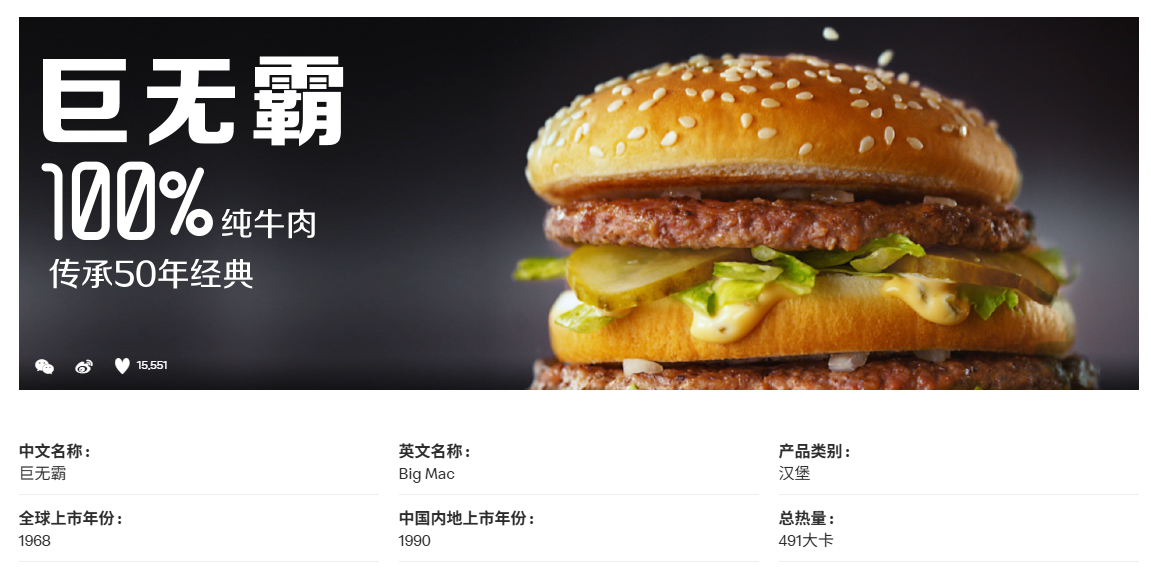 巨无霸
100%纯牛肉
传承50年经典
15,551
中文名称：
巨无霸
英文名称：
Big Mac
产品类别：
汉堡
全球上市年份：
1968
中国内地上市年份：
1990
总热量：
491大卡